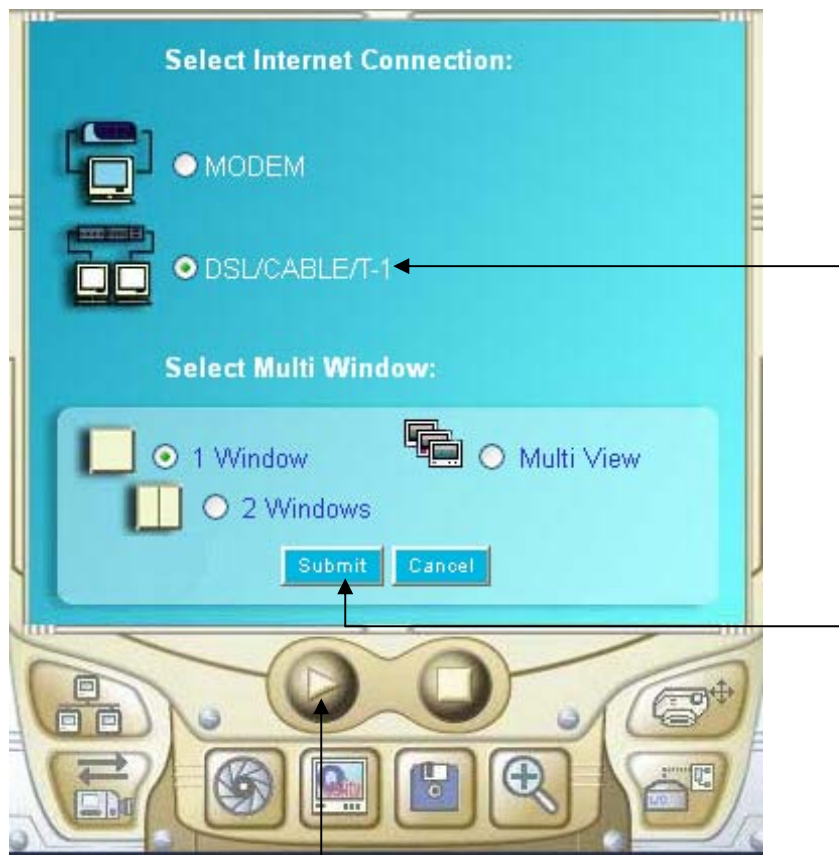 Select Internet Connection:
MODEM
DSL/CABLE/T-1
Select Multi Window:
1 Window
Multi View
2 Windows
Submit Cancel
I/O